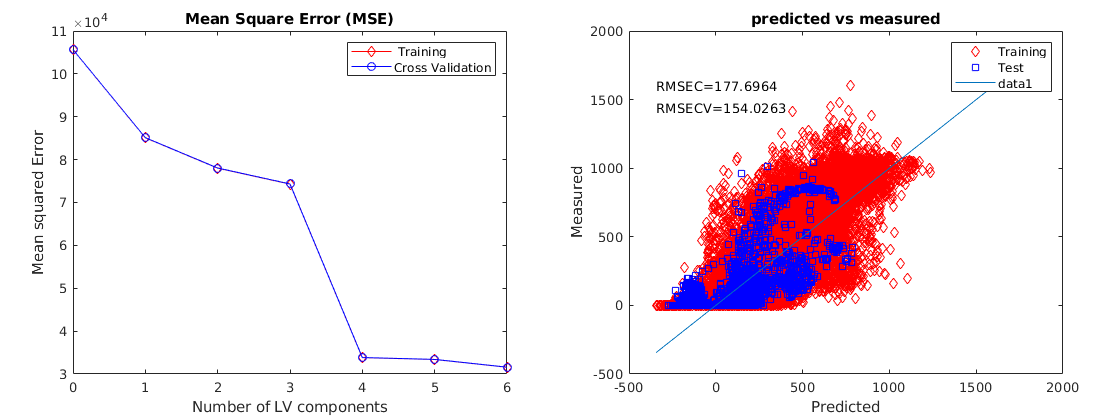 Mean Square Error (MSE)
×10^4
11
10
9
8
7
6
5
4
3
0 1 2 3 4 5 6
Number of LV components
Mean squared Error
Training
Cross Validation
predicted vs measured
2000
1500
1000
500
0
-500
-500 0 500 1000 1500 2000
Predicted
Measured
RMSEC=177.6964
RMSECV=154.0263
Training
Test
data1